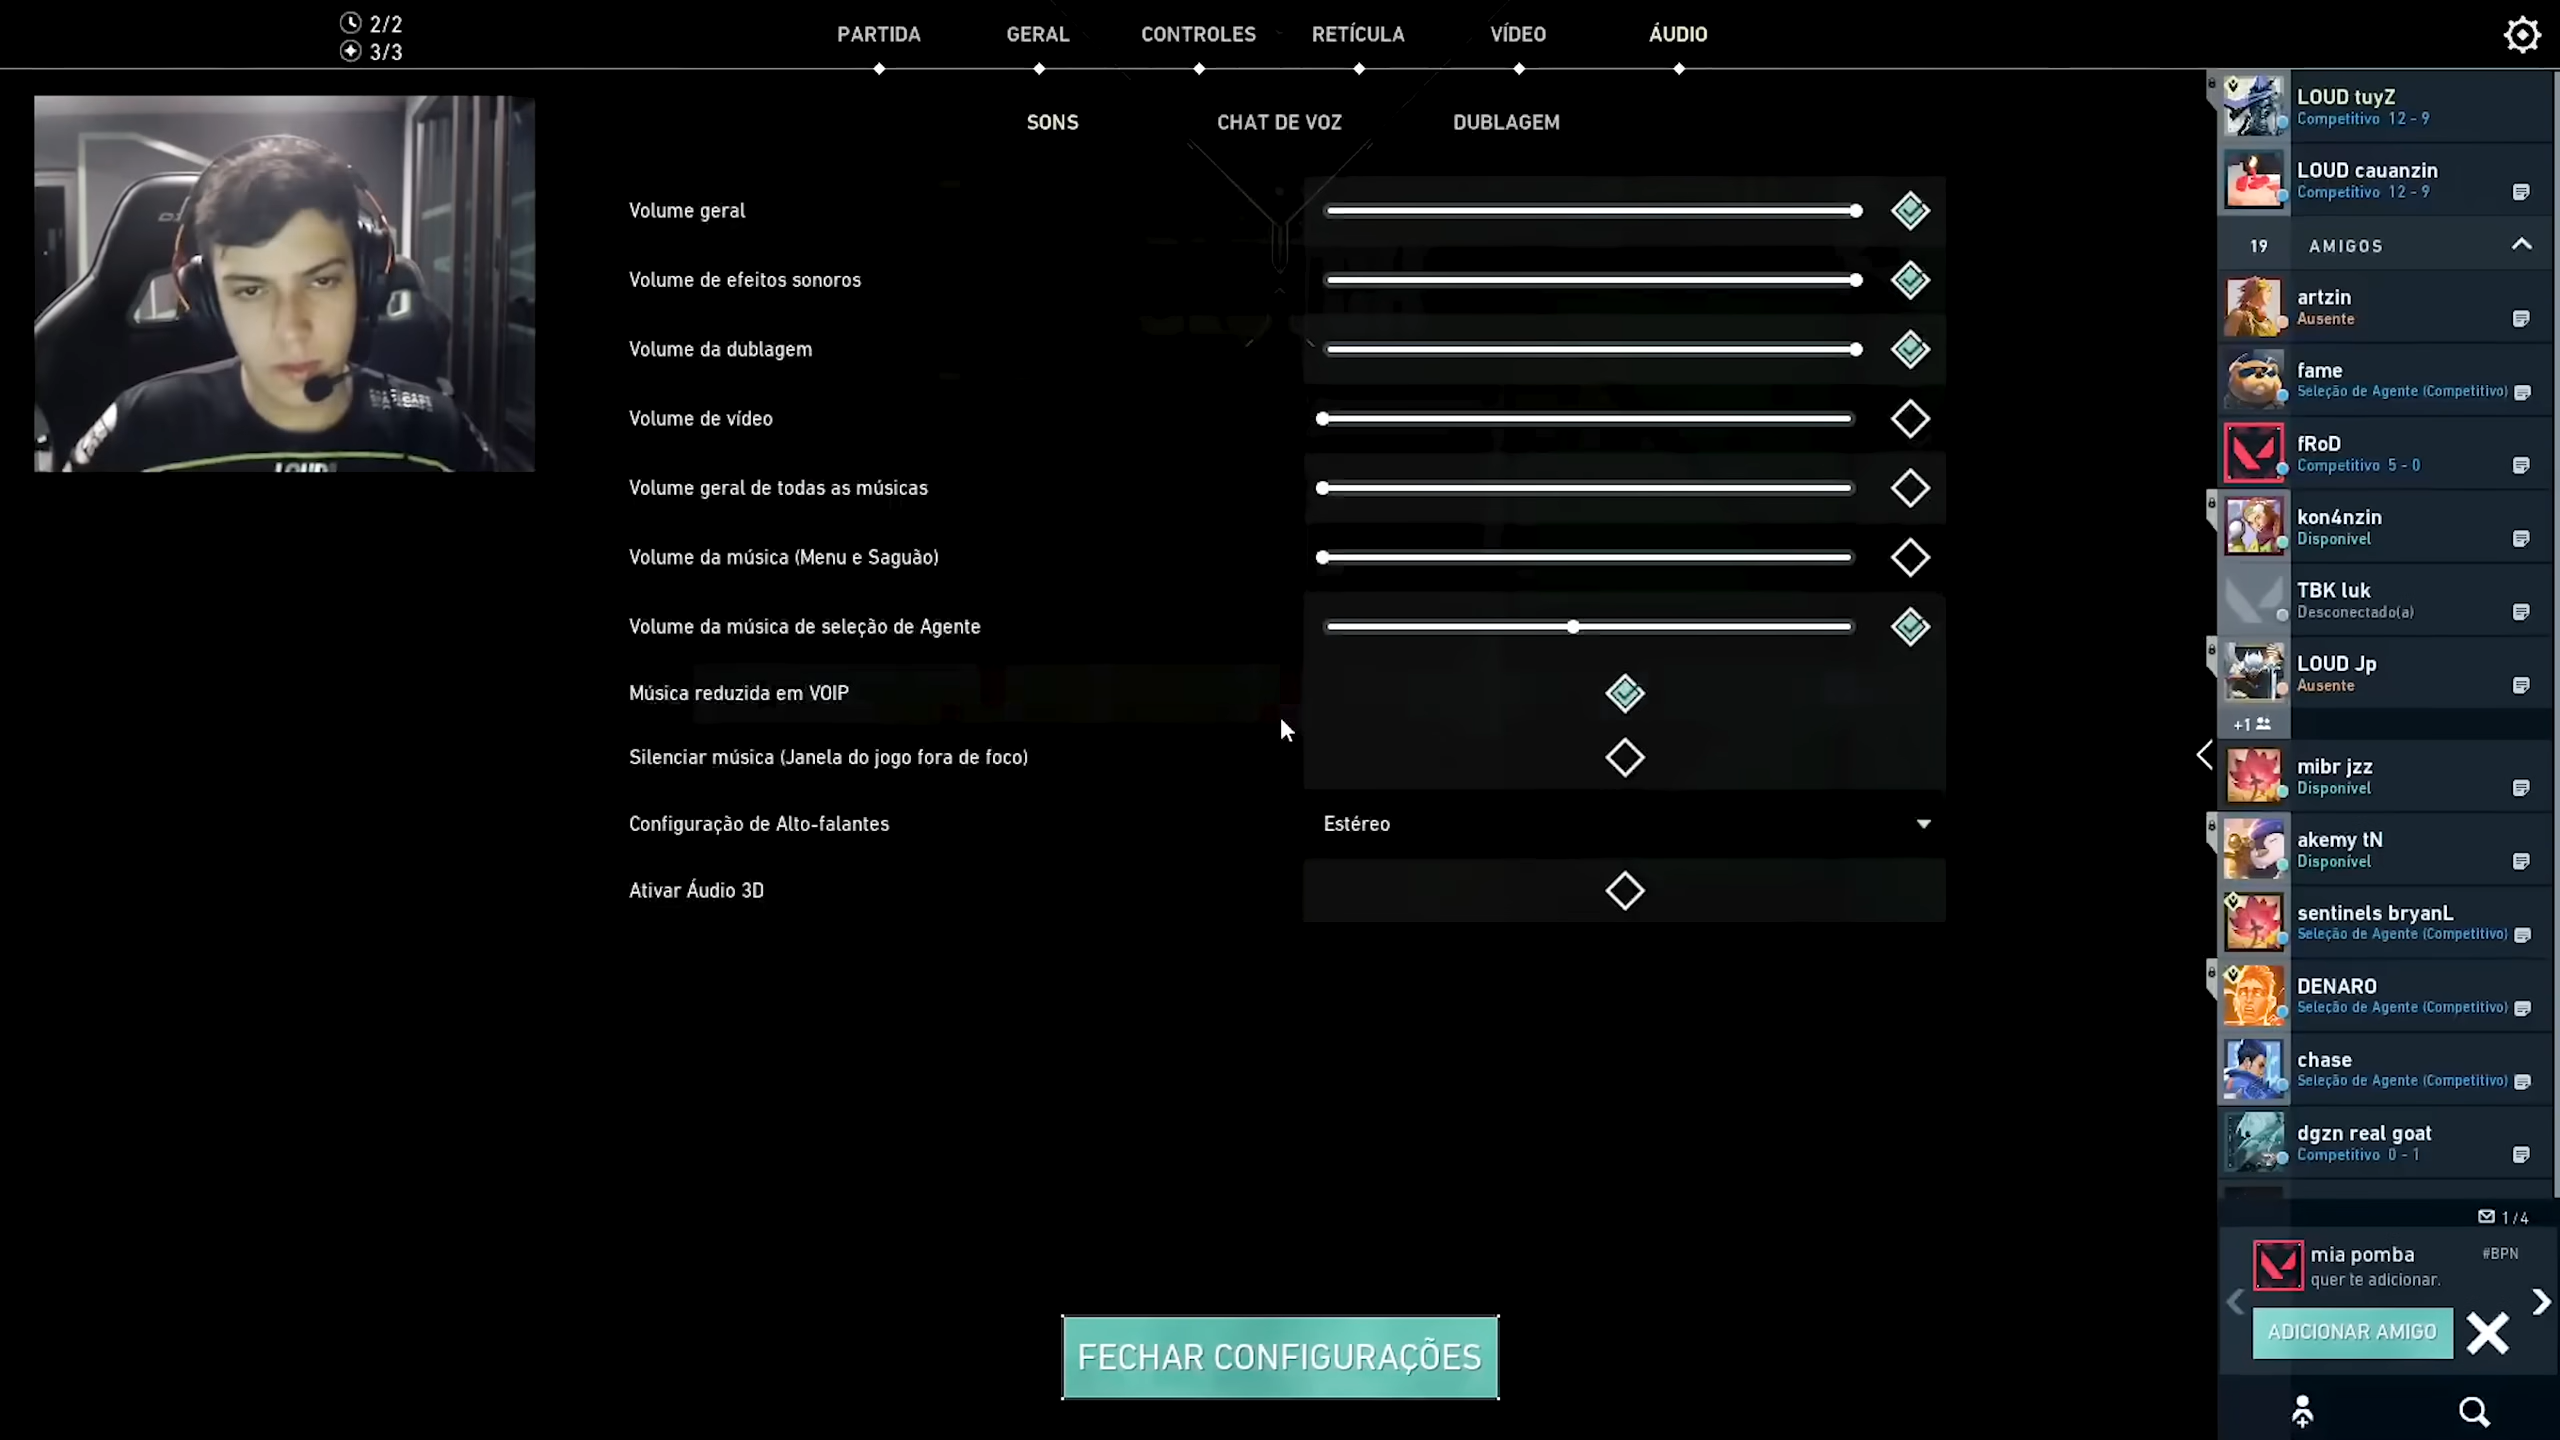 2/2
3/3
PARTIDA
GERAL
CONTROLES
RETÍCULA
VÍDEO
ÁUDIO
SONS
CHAT DE VOZ
DUBLAGEM
Volume geral
Volume de efeitos sonoros
Volume da dublagem
Volume de vídeo
Volume geral de todas as músicas
Volume da música (Menu e Saguão)
Volume da música de seleção de Agente
Música reduzida em VOIP
Silenciar música (Janela do jogo fora de foco)
Configuração de Alto-falantes
Estéreo
Ativar Áudio 3D
FECHAR CONFIGURAÇÕES
LOUD tuyZ
Competitivo 12 - 9
LOUD cauanzin
Competitivo 12 - 9
19 AMIGOS
artzin
Ausente
fame
Seleção de Agente (Competitivo)
fRoD
Competitivo 5 - 0
kon4nzin
Disponível
TBK luk
Desconectado(a)
LOUD Jp
Ausente
+1
mibr jzz
Disponível
akemy tN
Disponível
sentinels bryanL
Seleção de Agente (Competitivo)
DENARO
Seleção de Agente (Competitivo)
chase
Seleção de Agente (Competitivo)
dgzn real goat
Competitivo 0 - 1
1/4
mia pomba #BPN
quer te adicionar.
ADICIONAR AMIGO